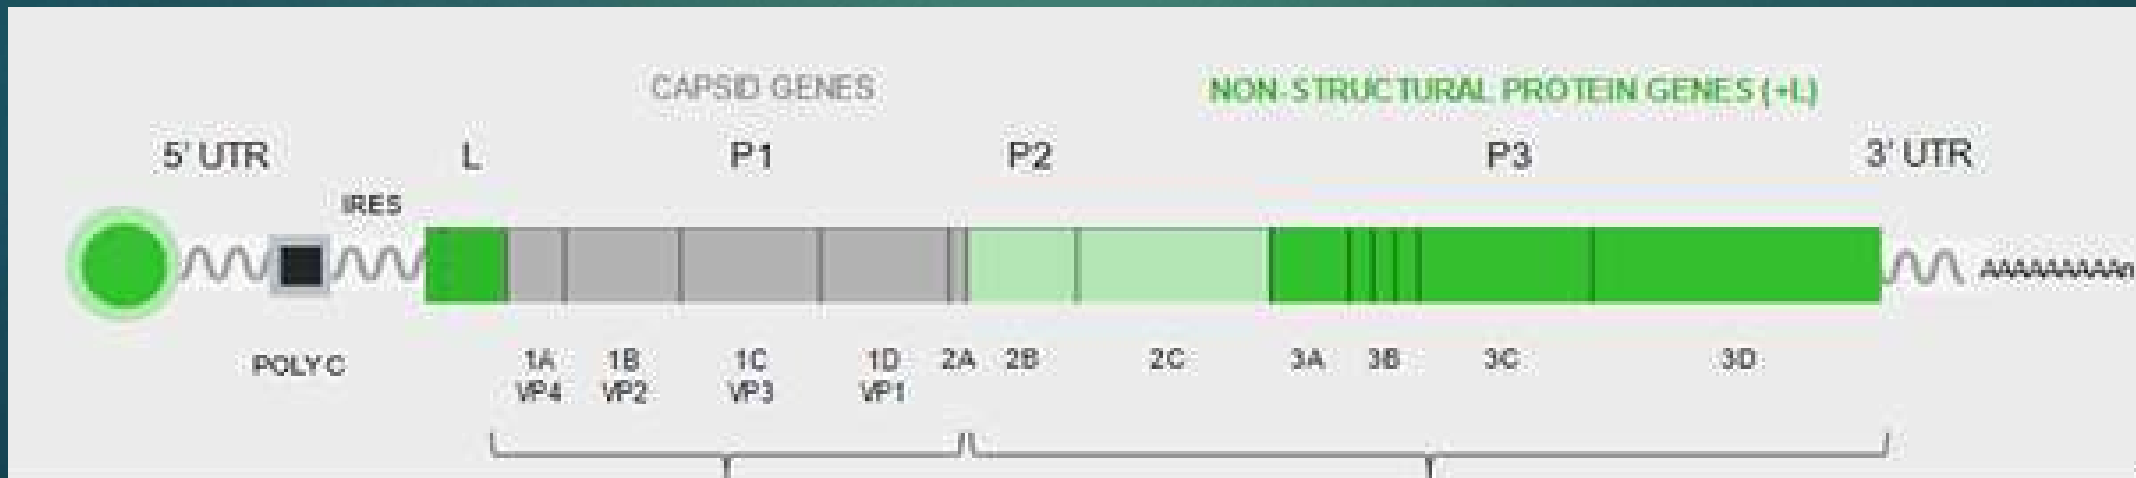 CAPSID GENES
NON-STRUCTURAL PROTEIN GENES (+L)
5' UTR
L
P1
P2
P3
3' UTR
IRES
AAAAAAAAAn
POLY C
1A
VP4
1B
VP2
1C
VP3
1D
VP1
2A
2B
2C
3A
3B
3C
3D